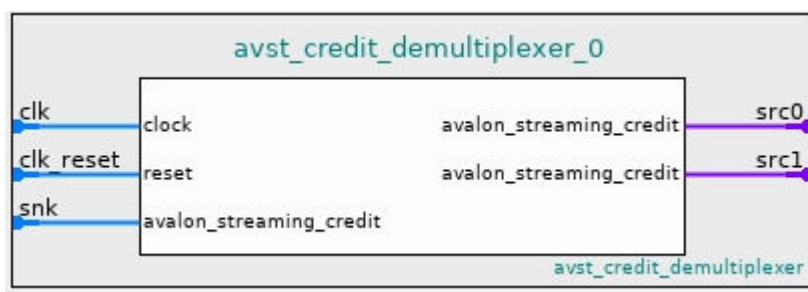 avst_credit_demultiplexer_0
clk
clock
avalon_streaming_credit
src0
clk_reset
reset
avalon_streaming_credit
src1
snk
avalon_streaming_credit
avst_credit_demultiplexer